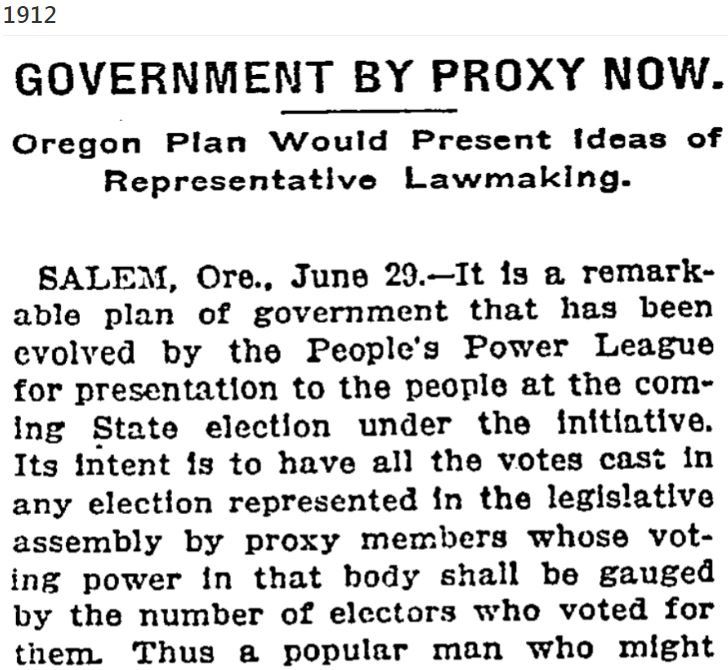 1912
GOVERNMENT BY PROXY NOW.
Oregon Plan Would Present Ideas of
Representative Lawmaking.
SALEM, Ore., June 29.—It is a remark-
able plan of government that has been
evolved by the People's Power League
for presentation to the people at the com-
ing State election under the initiative.
Its intent is to have all the votes cast in
any election represented in the legislative
assembly by proxy members whose vot-
ing power in that body shall be gauged
by the number of electors who voted for
them. Thus a popular man who might